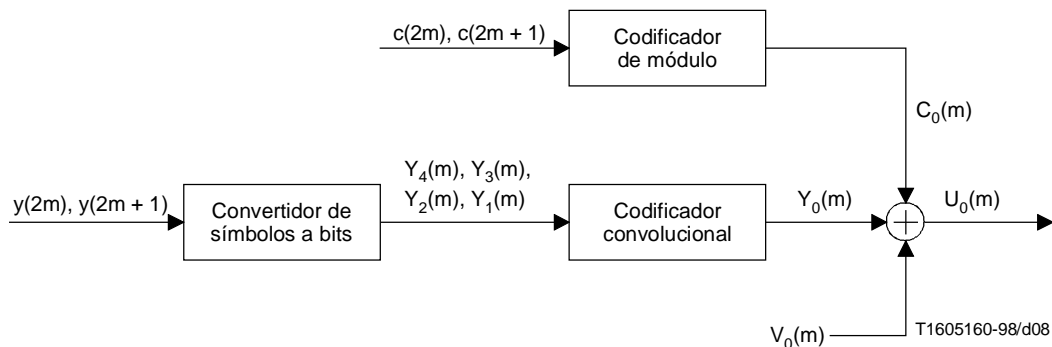 c(2m), c(2m + 1)
Codificador
de módulo
C₀(m)
y(2m), y(2m + 1)
Convertidor de
símbolos a bits
Y₄(m), Y₃(m),
Y₂(m), Y₁(m)
Codificador
convolucional
Y₀(m)
U₀(m)
V₀(m)
T1605160-98/d08